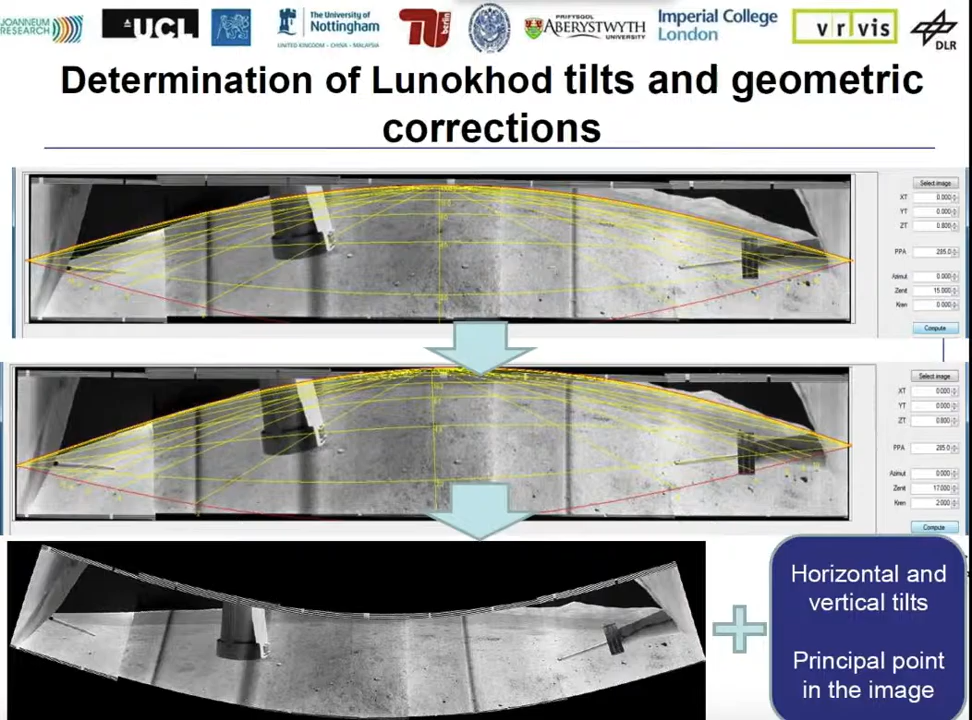 JOANNEUM
RESEARCH
UCL
The University of
Nottingham
UNITED KINGDOM · CHINA · MALAYSIA
berlin
PRIFYSGOL
ABERYSTWYTH
UNIVERSITY
Imperial College
London
vrvis
DLR
Determination of Lunokhod tilts and geometric
corrections
Select image
XT 0.000
YT 0.000
ZT 0.800
PPA 285.0
Azimut 0.000
Zenit 15.000
Kren 0.000
Compute
Select image
XT 0.000
YT 0.000
ZT 0.800
PPA 285.0
Azimut 0.000
Zenit 17.000
Kren 2.000
Compute
Horizontal and
vertical tilts
Principal point
in the image